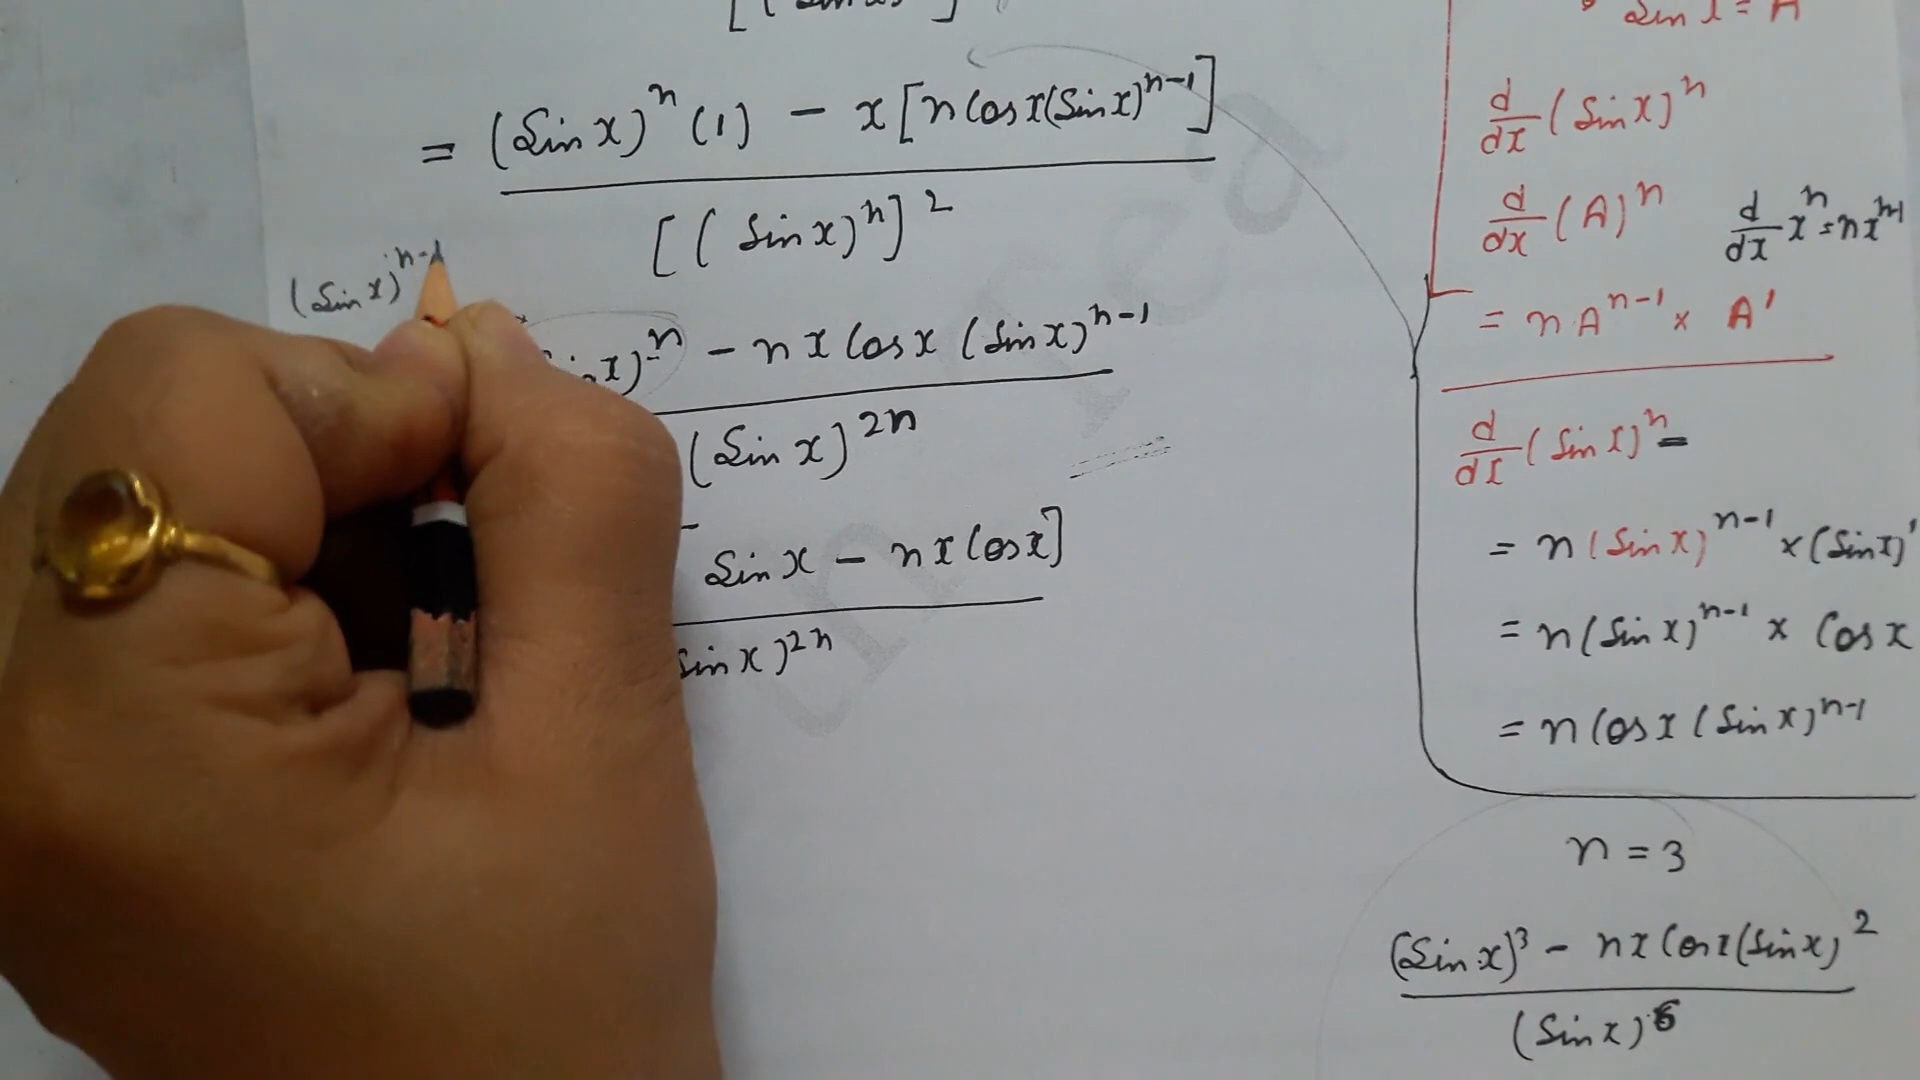 = (Sin x)^n (1) - x [n Cos x (Sin x)^n-1]
[(Sin x)^n]^2
(Sin x)^n-1
x)^n - n x Cos x (Sin x)^n-1
(Sin x)^2n
Sin x - n x Cos x]
Sin x)^2n
Sin x = A
d/dx (Sin x)^n
d/dx (A)^n d/dx x^n = nx^n-1
= n A^n-1 × A'
d/dx (Sin x)^n =
= n (Sin x)^n-1 × (Sin x)'
= n (Sin x)^n-1 × Cos x
= n Cos x (Sin x)^n-1
n = 3
(Sin x)^3 - n x Cos x (Sin x)^2
(Sin x)^6